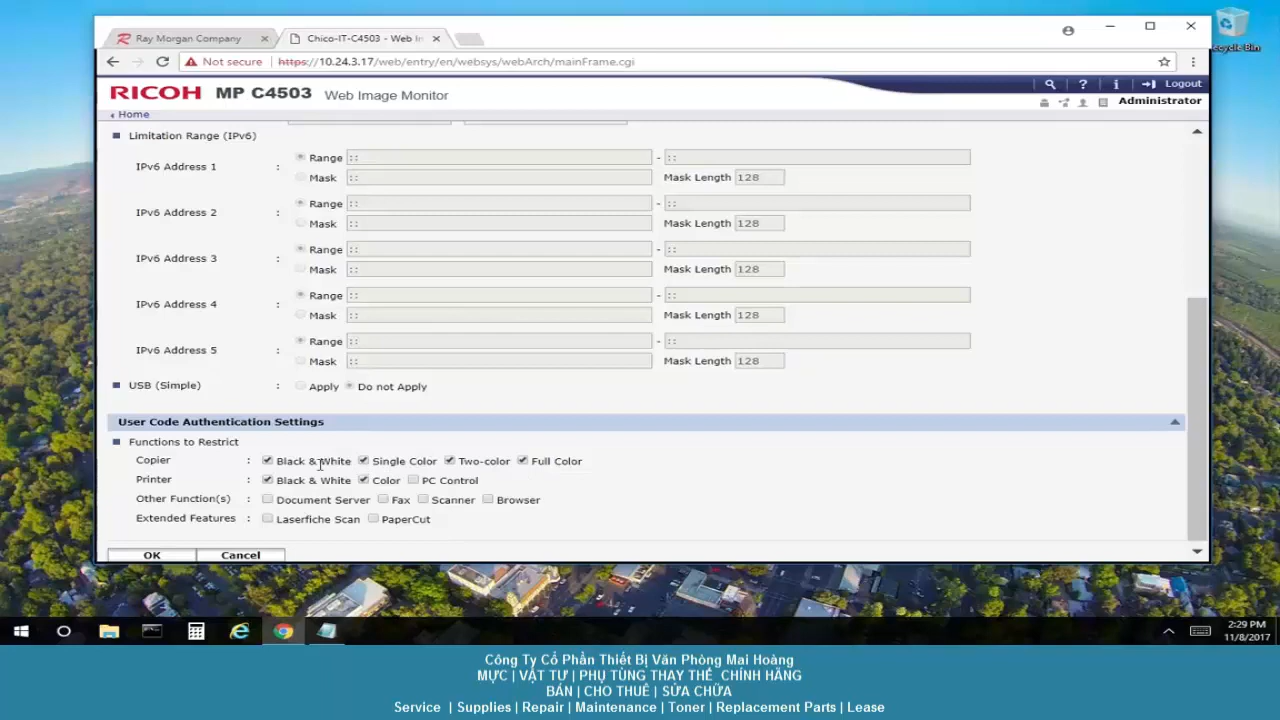 Ray Morgan Company
Chico-IT-C4503 - Web In
Not secure
https://10.24.3.17/web/entry/en/websys/webArch/mainFrame.cgi
RICOH MP C4503 Web Image Monitor
? i Logout
Home
Administrator
Limitation Range (IPv6)
IPv6 Address 1 : Range :: - ::
Mask :: Mask Length 128
IPv6 Address 2 : Range :: - ::
Mask :: Mask Length 128
IPv6 Address 3 : Range :: - ::
Mask :: Mask Length 128
IPv6 Address 4 : Range :: - ::
Mask :: Mask Length 128
IPv6 Address 5 : Range :: - ::
Mask :: Mask Length 128
USB (Simple) : Apply Do not Apply
User Code Authentication Settings
Functions to Restrict
Copier : Black & White Single Color Two-color Full Color
Printer : Black & White Color PC Control
Other Function(s) : Document Server Fax Scanner Browser
Extended Features : Laserfiche Scan PaperCut
OK Cancel
2:29 PM
11/8/2017
Công Ty Cổ Phần Thiết Bị Văn Phòng Mai Hoàng
MỰC | VẬT TƯ | PHỤ TÙNG THAY THẾ CHÍNH HÃNG
BÁN | CHO THUÊ | SỬA CHỮA
Service | Supplies | Repair | Maintenance | Toner | Replacement Parts | Lease